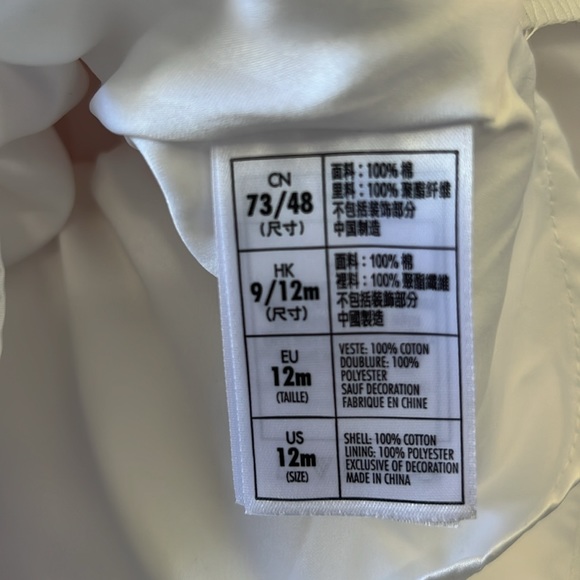 CN
73/48
(尺寸)
面料：100% 棉
里料：100% 聚酯纤维
不包括装饰部分
中国制造
HK
9/12m
(尺寸)
面料：100% 棉
裡料：100% 聚酯纖維
不包括裝飾部分
中國製造
EU
12m
(TAILLE)
VESTE: 100% COTON
DOUBLURE: 100%
POLYESTER
SAUF DECORATION
FABRIQUE EN CHINE
US
12m
(SIZE)
SHELL: 100% COTTON
LINING: 100% POLYESTER
EXCLUSIVE OF DECORATION
MADE IN CHINA